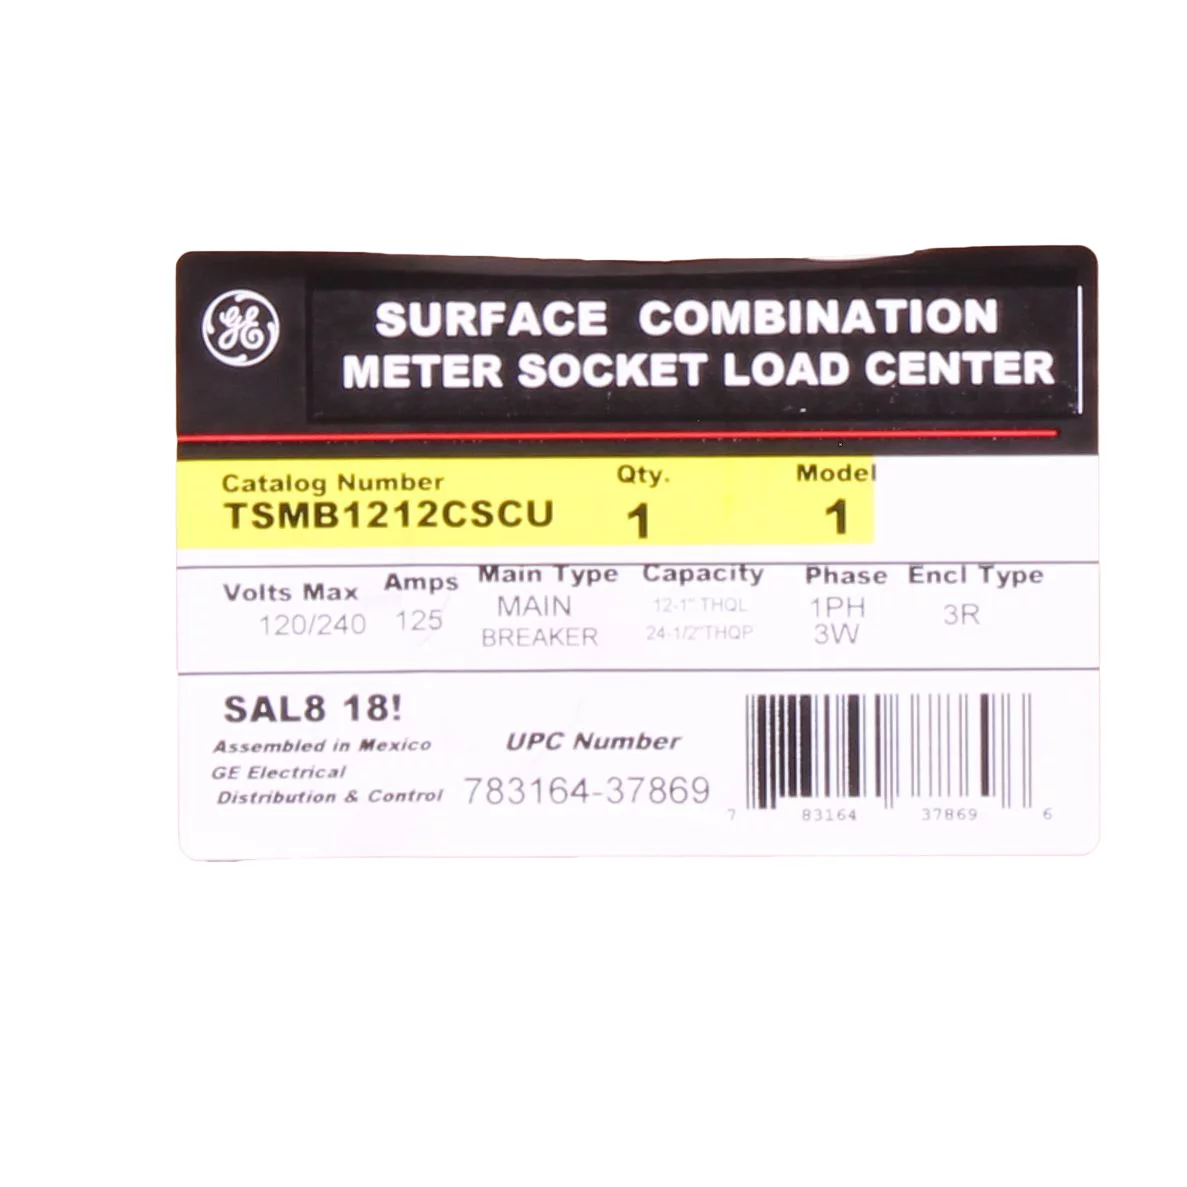 GE
SURFACE COMBINATION
METER SOCKET LOAD CENTER
Catalog Number Qty. Model
TSMB1212CSCU 1 1
Volts Max Amps Main Type Capacity Phase Encl Type
120/240 125 MAIN 12-1" THQL 1PH 3R
BREAKER 24-1/2"THQP 3W
SAL8 18!
Assembled in Mexico
GE Electrical
Distribution & Control
UPC Number
783164-37869
7 83164 37869 6